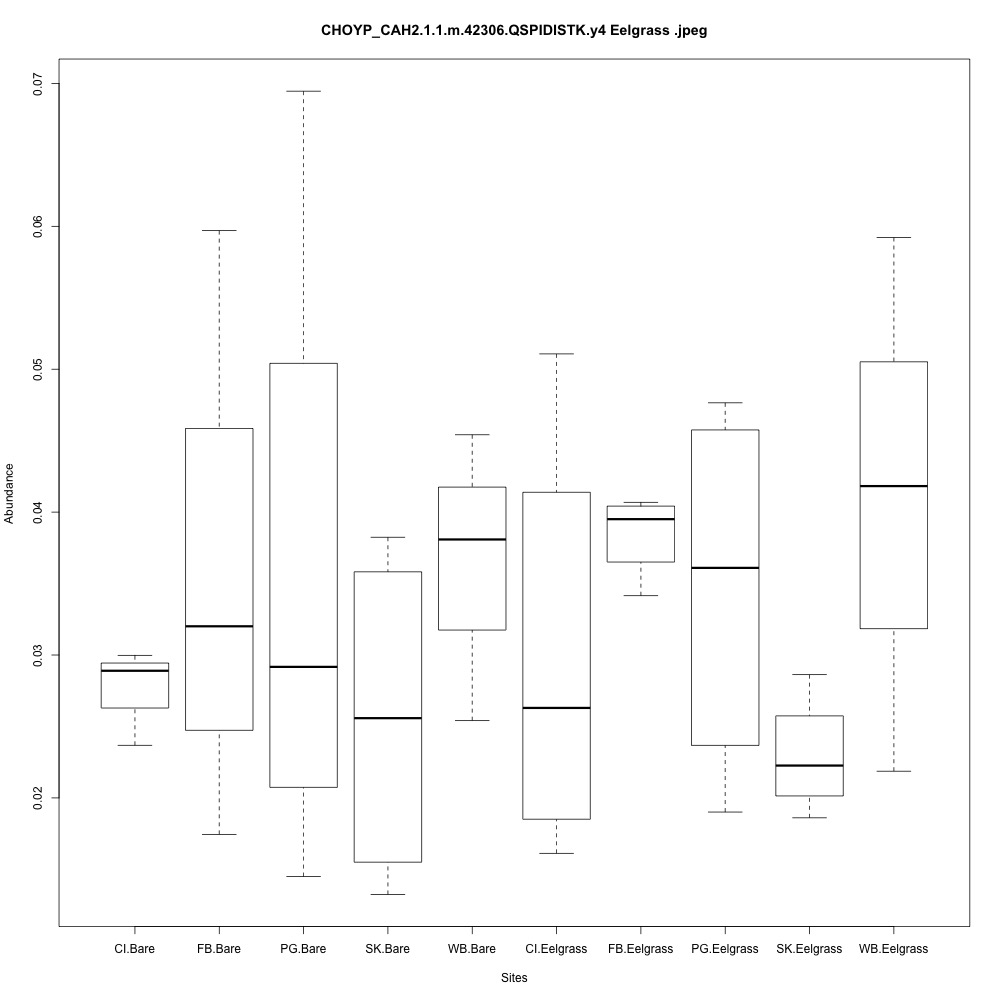 CHOYP_CAH2.1.1.m.42306.QSPIDISTK.y4 Eelgrass .jpeg
0.07
0.06
0.05
0.04
0.03
0.02
Abundance
CI.Bare FB.Bare PG.Bare SK.Bare WB.Bare CI.Eelgrass FB.Eelgrass PG.Eelgrass SK.Eelgrass WB.Eelgrass
Sites